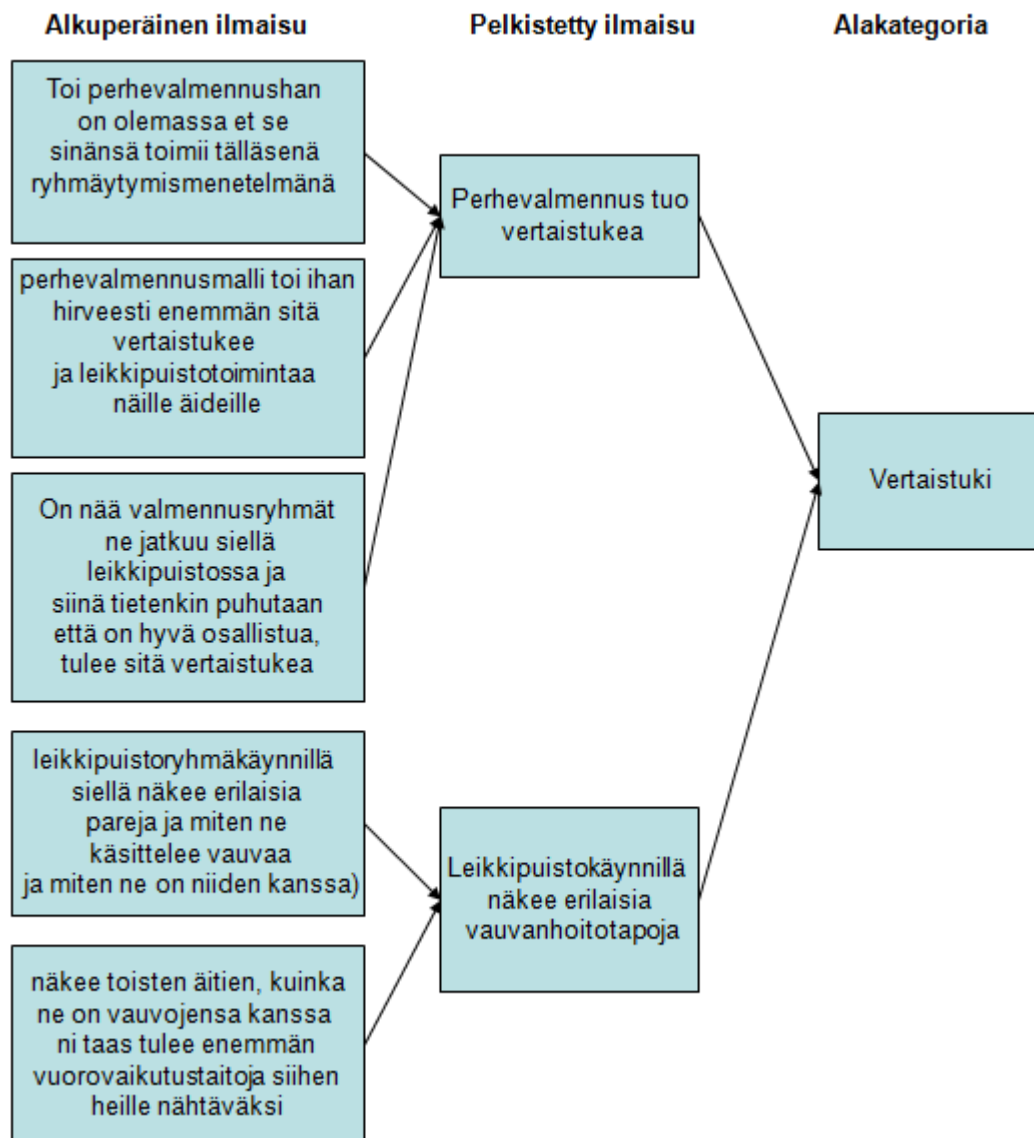 Alkuperäinen ilmaisu
Pelkistetty ilmaisu
Alakategoria
Toi perhevalmennushan
on olemassa et se
sinänsä toimii tälläsenä
ryhmäytymismenetelmänä
perhevalmennusmalli toi ihan
hirveesti enemmän sitä
vertaistukee
ja leikkipuistotoimintaa
näille äideille
On nää valmennusryhmät
ne jatkuu siellä
leikkipuistossa ja
siinä tietenkin puhutaan
että on hyvä osallistua,
tulee sitä vertaistukea
leikkipuistoryhmäkäynnillä
siellä näkee erilaisia
pareja ja miten ne
käsittelee vauvaa
ja miten ne on niiden kanssa)
näkee toisten äitien, kuinka
ne on vauvojensa kanssa
ni taas tulee enemmän
vuorovaikutustaitoja siihen
heille nähtäväksi
Perhevalmennus tuo
vertaistukea
Leikkipuistokäynnillä
näkee erilaisia
vauvanhoitotapoja
Vertaistuki